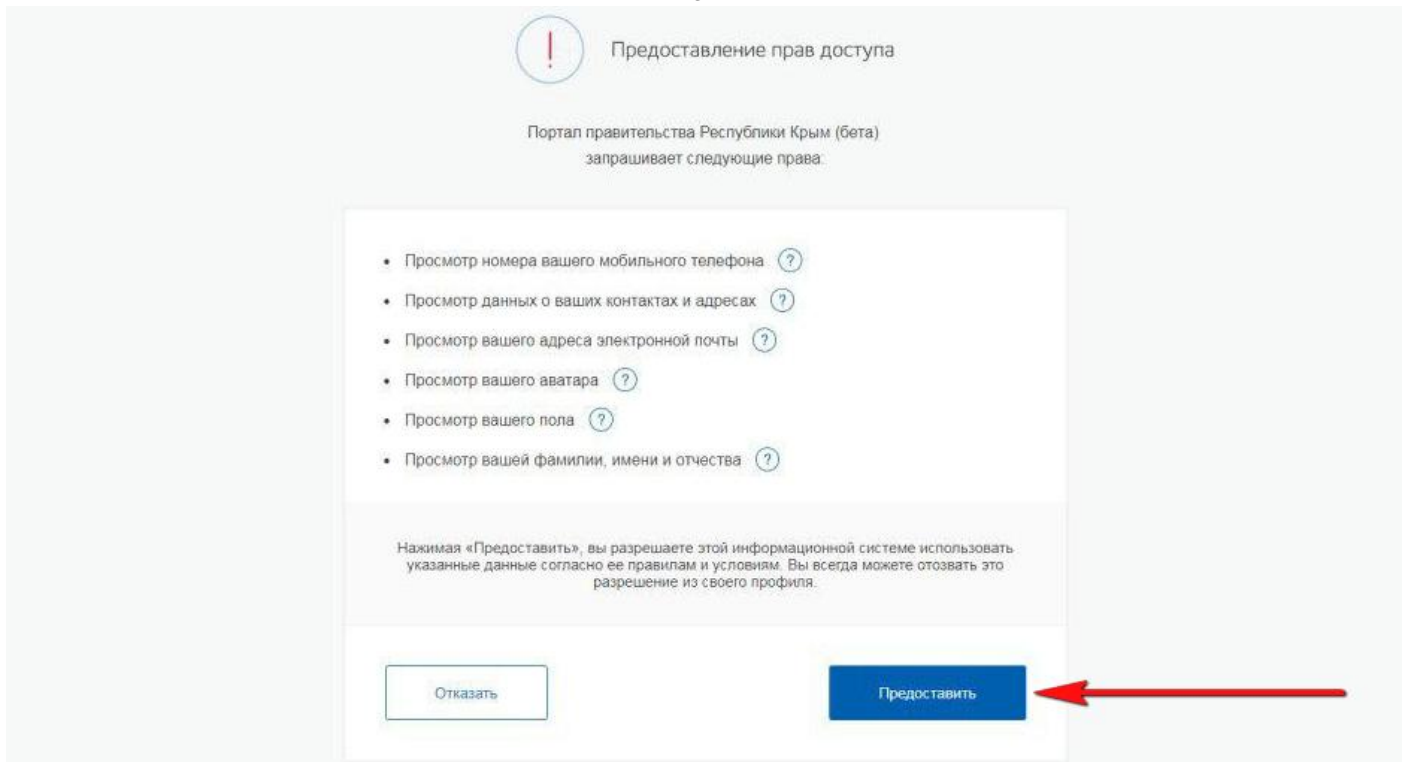 !
Предоставление прав доступа
Портал правительства Республики Крым (бета)
запрашивает следующие права:
• Просмотр номера вашего мобильного телефона ?
• Просмотр данных о ваших контактах и адресах ?
• Просмотр вашего адреса электронной почты ?
• Просмотр вашего аватара ?
• Просмотр вашего пола ?
• Просмотр вашей фамилии, имени и отчества ?
Нажимая «Предоставить», вы разрешаете этой информационной системе использовать
указанные данные согласно ее правилам и условиям. Вы всегда можете отозвать это
разрешение из своего профиля.
Отказать
Предоставить